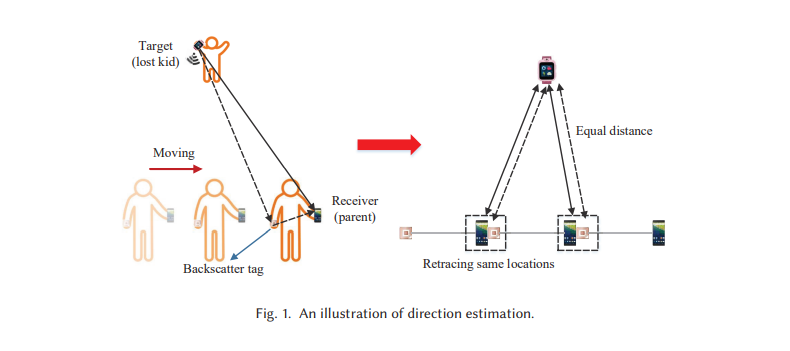 Target
(lost kid)
Moving
Receiver
(parent)
Backscatter tag
Equal distance
Retracing same locations
Fig. 1. An illustration of direction estimation.